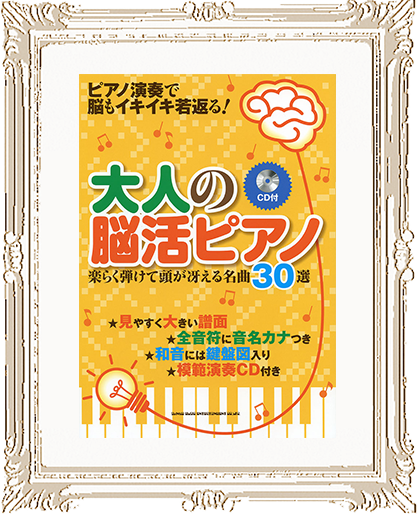 ピアノ演奏で
脳もイキイキ若返る!
CD付
大人の
脳活ピアノ
楽らく弾けて頭が冴える名曲30選
★見やすく大きい譜面
★全音符に音名カナつき
★和音には鍵盤図入り
★模範演奏CD付き